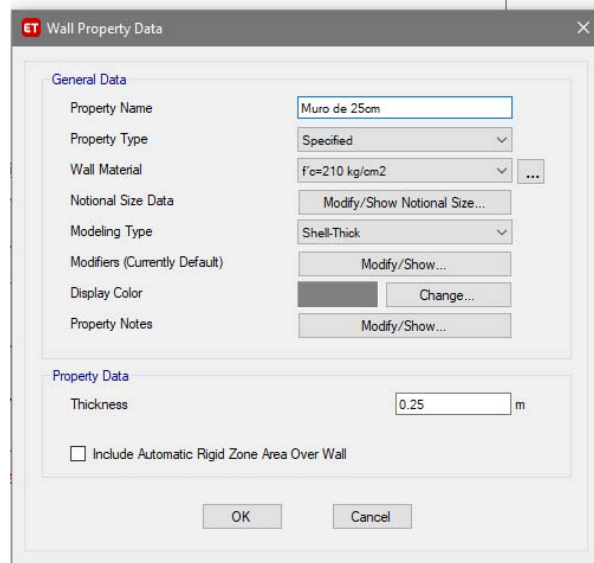 ET Wall Property Data
General Data
Property Name Muro de 25cm
Property Type Specified
Wall Material f'c=210 kg/cm2 ...
Notional Size Data Modify/Show Notional Size...
Modeling Type Shell-Thick
Modifiers (Currently Default) Modify/Show...
Display Color Change...
Property Notes Modify/Show...
Property Data
Thickness 0.25 m
Include Automatic Rigid Zone Area Over Wall
OK Cancel